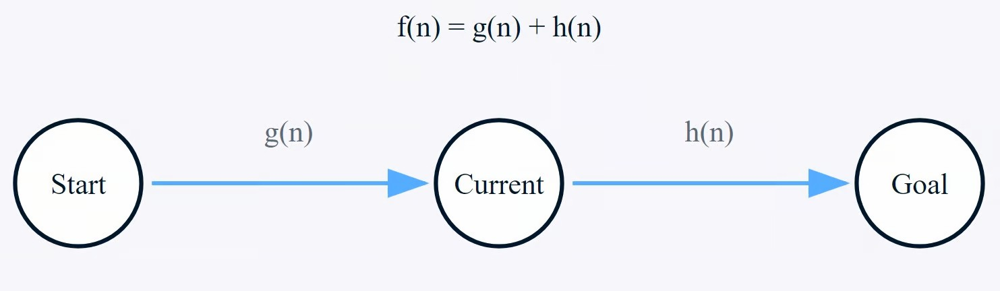 f(n) = g(n) + h(n)
g(n)
h(n)
Start
Current
Goal